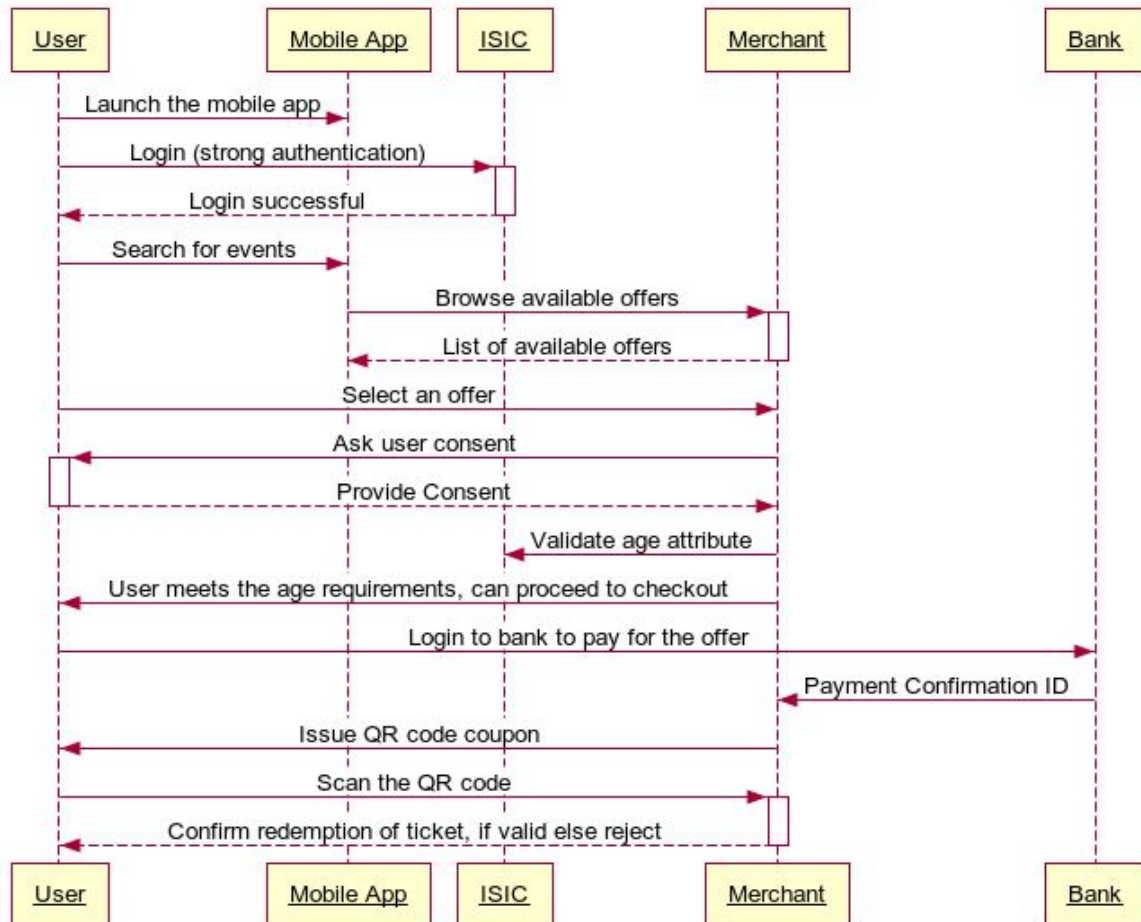 User Mobile App ISIC Merchant Bank
Launch the mobile app
Login (strong authentication)
Login successful
Search for events
Browse available offers
List of available offers
Select an offer
Ask user consent
Provide Consent
Validate age attribute
User meets the age requirements, can proceed to checkout
Login to bank to pay for the offer
Payment Confirmation ID
Issue QR code coupon
Scan the QR code
Confirm redemption of ticket, if valid else reject
User Mobile App ISIC Merchant Bank